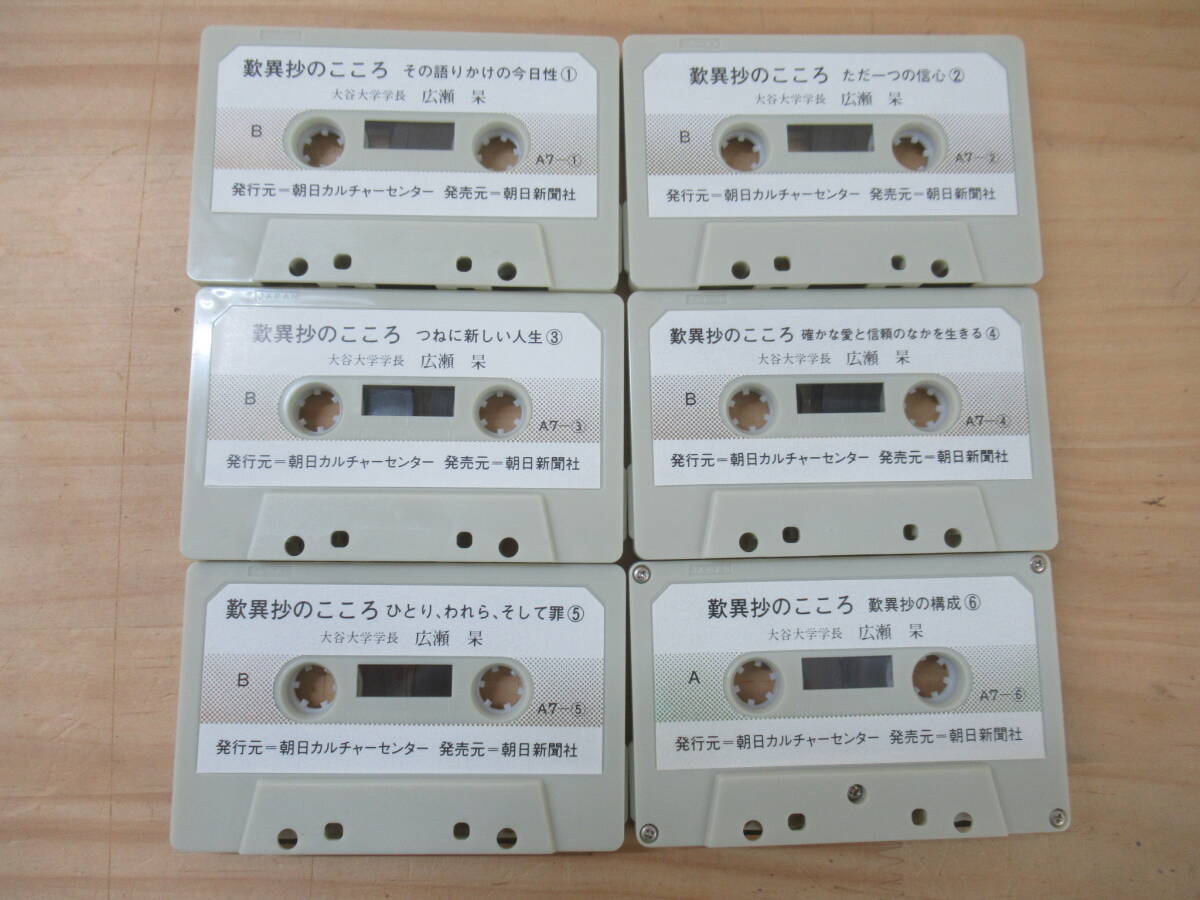 歎異抄のこころ その語りかけの今日性①
大谷大学学長 広瀬 杲
B
A7-①
発行元=朝日カルチャーセンター 発売元=朝日新聞社
歎異抄のこころ ただ一つの信心②
大谷大学学長 広瀬 杲
B
A7-②
発行元=朝日カルチャーセンター 発売元=朝日新聞社
JAPAN
歎異抄のこころ つねに新しい人生③
大谷大学学長 広瀬 杲
B
A7-③
発行元=朝日カルチャーセンター 発売元=朝日新聞社
歎異抄のこころ 確かな愛と信頼のなかを生きる④
大谷大学学長 広瀬 杲
B
A7-④
発行元=朝日カルチャーセンター 発売元=朝日新聞社
歎異抄のこころ ひとり、われら、そして罪⑤
大谷大学学長 広瀬 杲
B
A7-⑤
発行元=朝日カルチャーセンター 発売元=朝日新聞社
JAPAN
歎異抄のこころ 歎異抄の構成⑥
大谷大学学長 広瀬 杲
A
A7-⑥
発行元=朝日カルチャーセンター 発売元=朝日新聞社